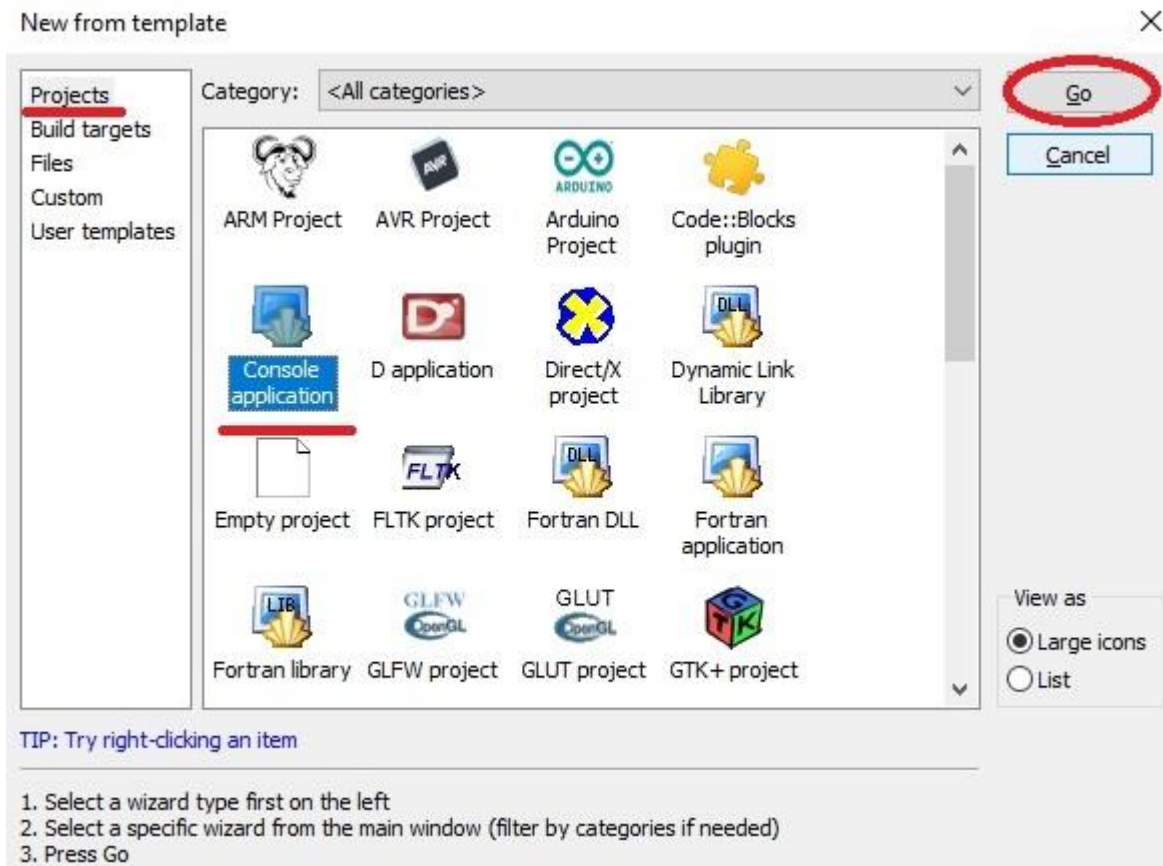 New from template
Projects
Build targets
Files
Custom
User templates
Category: <All categories>
Go
Cancel
AVR
ARDUINO
ARM Project
AVR Project
Arduino
Project
Code::Blocks
plugin
D
DLL
Console
application
D application
Direct/X
project
Dynamic Link
Library
FLTK
DLL
Empty project
FLTK project
Fortran DLL
Fortran
application
LIB
GLFW
OpenGL
GLUT
OpenGL
GTK
Fortran library
GLFW project
GLUT project
GTK+ project
View as
Large icons
List
TIP: Try right-clicking an item
1. Select a wizard type first on the left
2. Select a specific wizard from the main window (filter by categories if needed)
3. Press Go